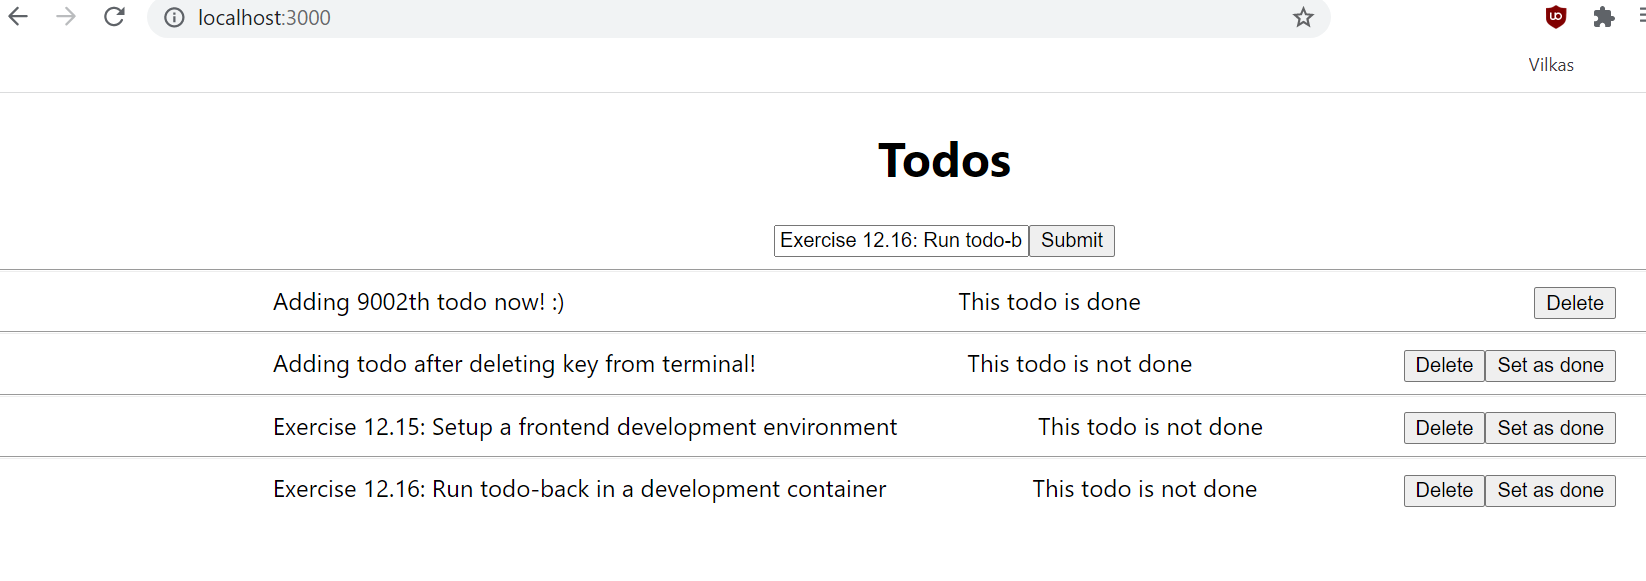 localhost:3000
Vilkas
Todos
Exercise 12.16: Run todo-b Submit
Adding 9002th todo now! :) This todo is done Delete
Adding todo after deleting key from terminal! This todo is not done Delete Set as done
Exercise 12.15: Setup a frontend development environment This todo is not done Delete Set as done
Exercise 12.16: Run todo-back in a development container This todo is not done Delete Set as done